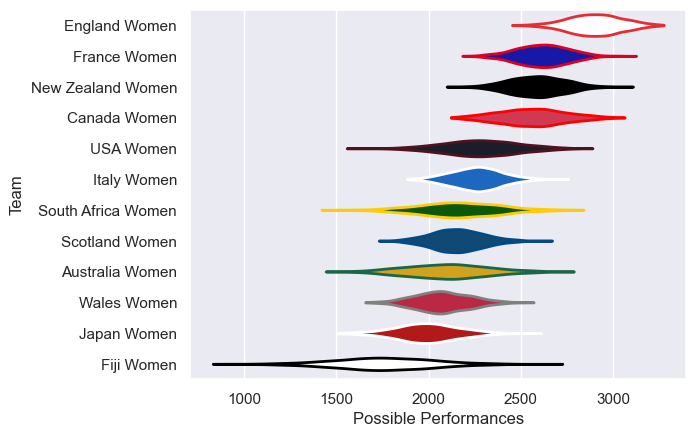 England Women
France Women
New Zealand Women
Canada Women
USA Women
Italy Women
South Africa Women
Scotland Women
Australia Women
Wales Women
Japan Women
Fiji Women
Team
1000 1500 2000 2500 3000
Possible Performances